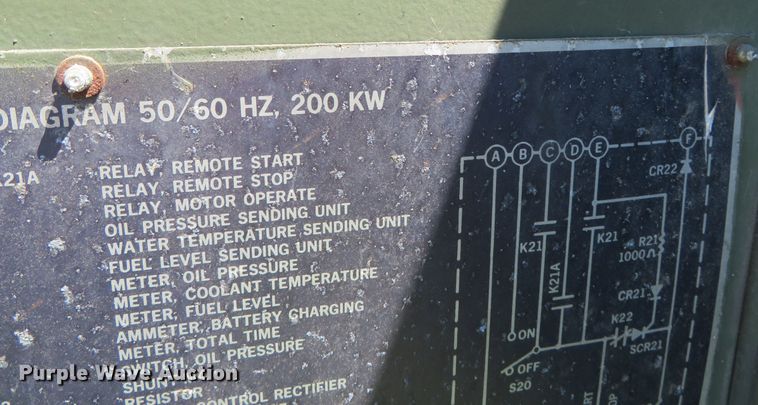 DIAGRAM 50/60 HZ, 200 KW
K21A
RELAY, REMOTE START
RELAY, REMOTE STOP
RELAY, MOTOR OPERATE
OIL PRESSURE SENDING UNIT
WATER TEMPERATURE SENDING UNIT
FUEL LEVEL SENDING UNIT
METER, OIL PRESSURE
METER, COOLANT TEMPERATURE
METER, FUEL LEVEL
AMMETER, BATTERY CHARGING
METER, TOTAL TIME
SWITCH, OIL PRESSURE
SHUNT
RESISTOR
CONTROL RECTIFIER
A B C D E F
CR22
K21
K21
R21
1000Ω
K21A
CR21
K22
ON
OFF
S20
SCR21
Purple Wave Auction